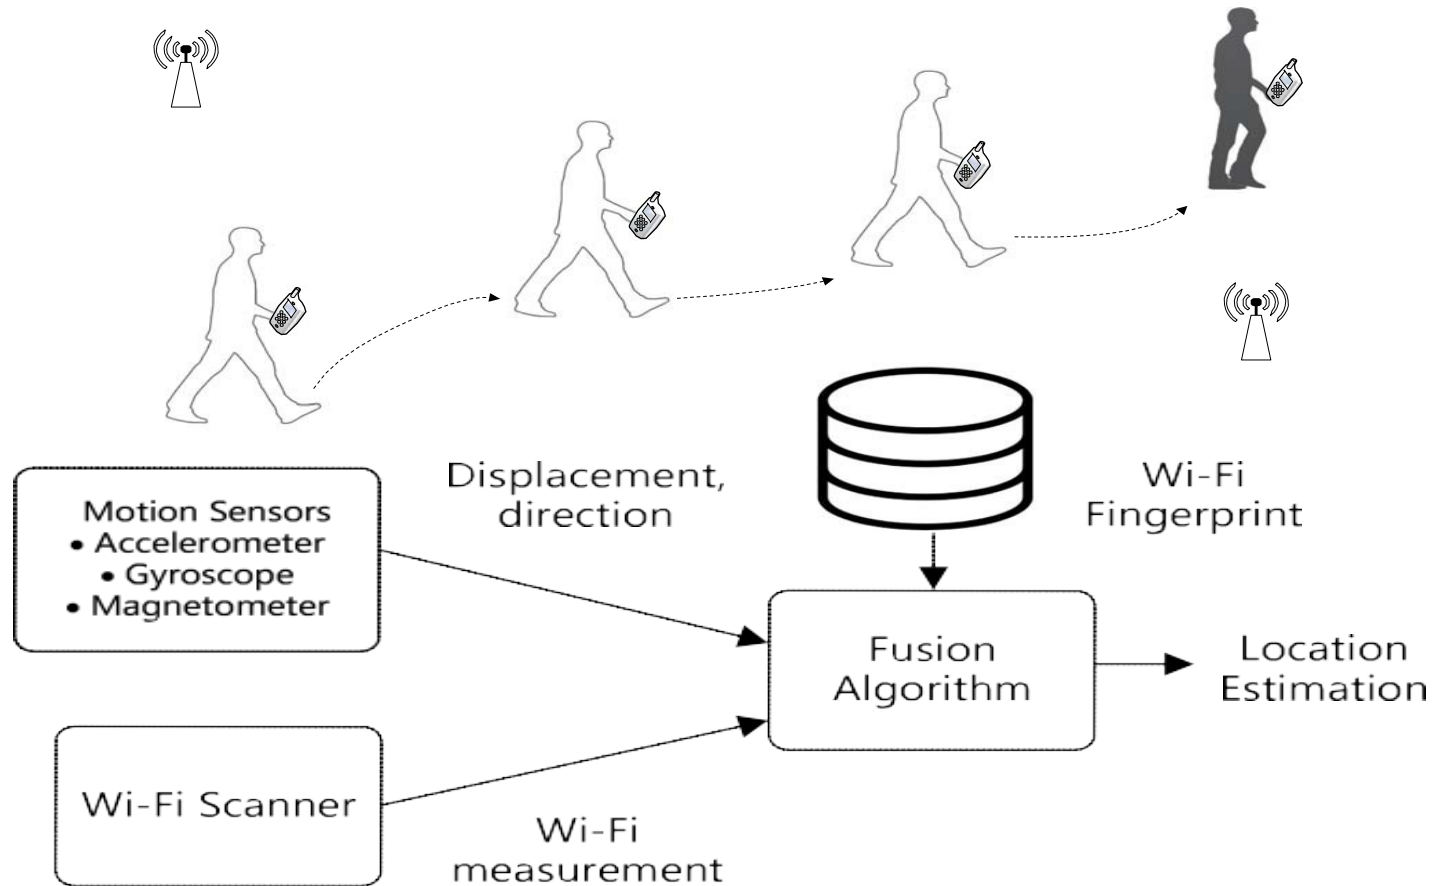 Displacement,
direction
Wi-Fi
Fingerprint
Motion Sensors
• Accelerometer
• Gyroscope
• Magnetometer
Fusion
Algorithm
Location
Estimation
Wi-Fi Scanner
Wi-Fi
measurement